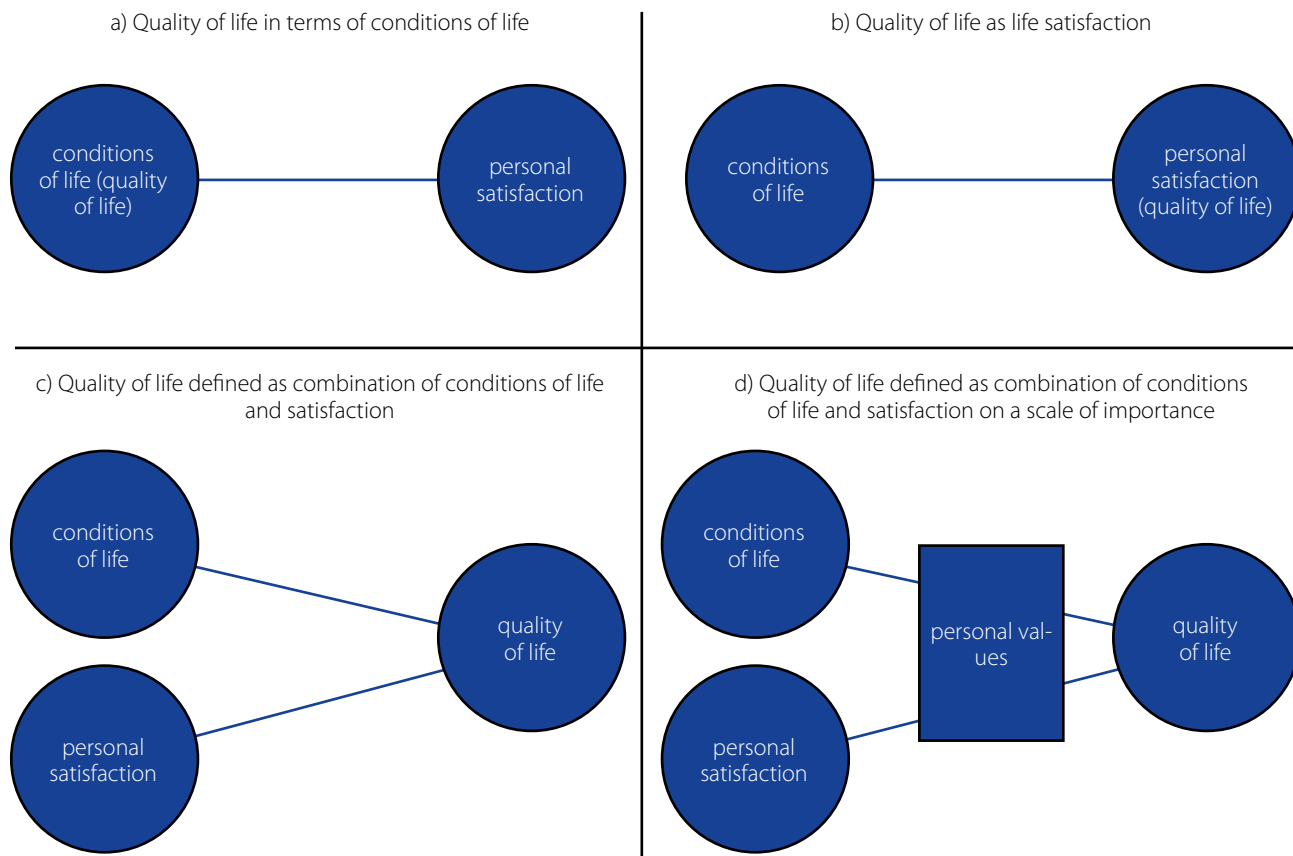 a) Quality of life in terms of conditions of life
conditions
of life (quality
of life)
personal
satisfaction
b) Quality of life as life satisfaction
conditions
of life
personal
satisfaction
(quality of life)
c) Quality of life defined as combination of conditions of life
and satisfaction
conditions
of life
personal
satisfaction
quality
of life
d) Quality of life defined as combination of conditions
of life and satisfaction on a scale of importance
conditions
of life
personal
satisfaction
personal val-
ues
quality
of life